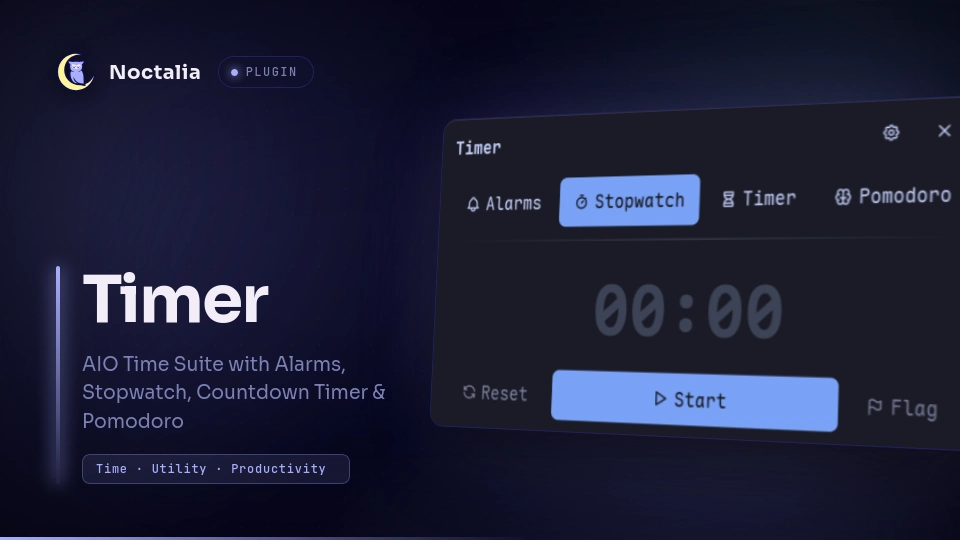 Noctalia
PLUGIN
Timer
Alarms
Stopwatch
Timer
Pomodoro
00:00
Reset
Start
Flag
Timer
AIO Time Suite with Alarms,
Stopwatch, Countdown Timer &
Pomodoro
Time · Utility · Productivity